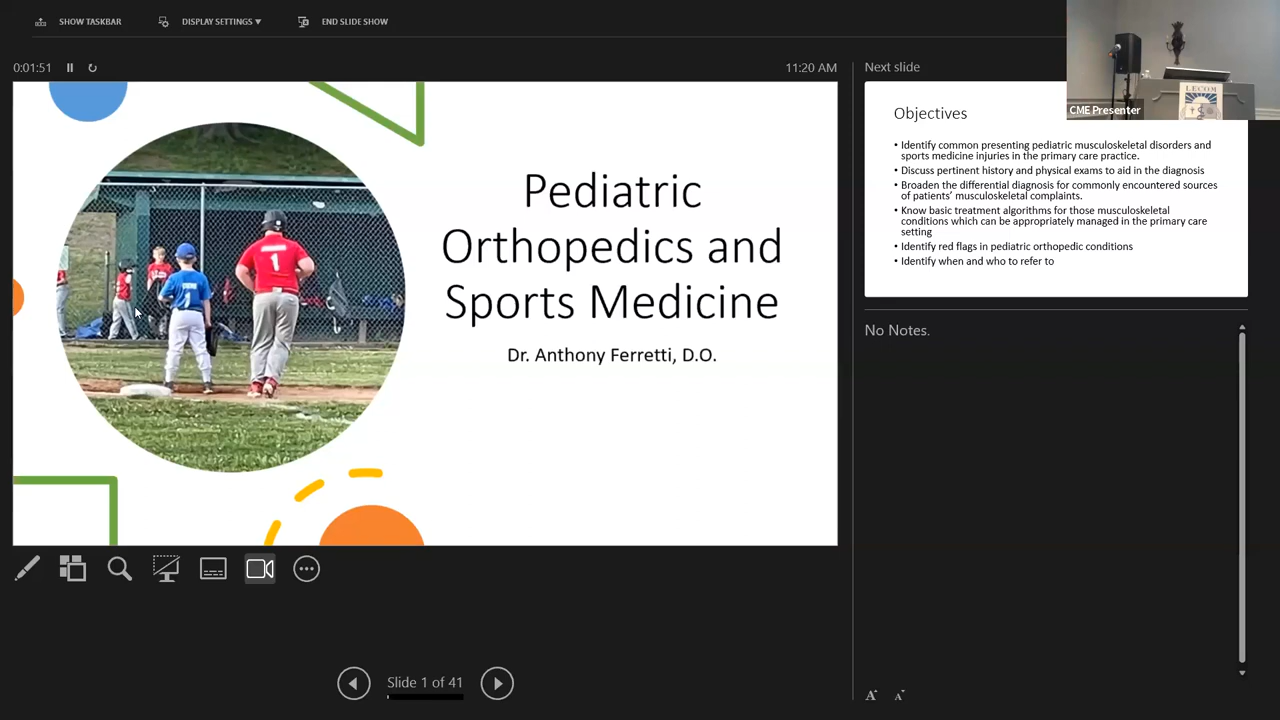 SHOW TASKBAR
DISPLAY SETTINGS
END SLIDE SHOW
0:01:51
11:20 AM
Pediatric
Orthopedics and
Sports Medicine
Dr. Anthony Ferretti, D.O.
1
Slide 1 of 41
Next slide
Objectives
• Identify common presenting pediatric musculoskeletal disorders and
sports medicine injuries in the primary care practice.
• Discuss pertinent history and physical exams to aid in the diagnosis
• Broaden the differential diagnosis for commonly encountered sources
of patients' musculoskeletal complaints.
• Know basic treatment algorithms for those musculoskeletal
conditions which can be appropriately managed in the primary care
setting
• Identify red flags in pediatric orthopedic conditions
• Identify when and who to refer to
No Notes.
A A
LECOM
CME Presenter